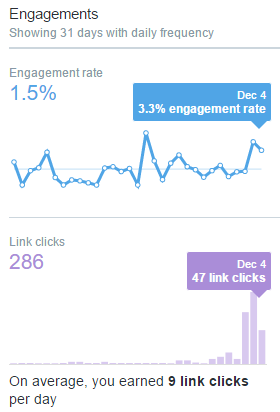 Engagements
Showing 31 days with daily frequency
Engagement rate
1.5%
Dec 4
3.3% engagement rate
Link clicks
286
Dec 4
47 link clicks
On average, you earned 9 link clicks
per day